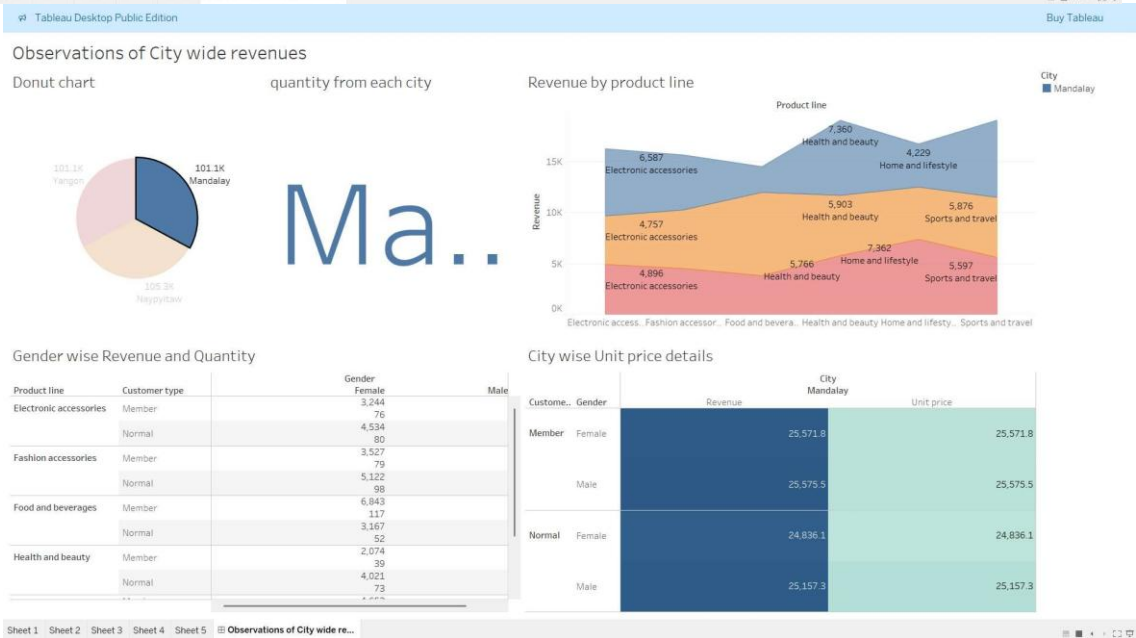 Tableau Desktop Public Edition
Buy Tableau
Observations of City wide revenues
Donut chart
quantity from each city
Revenue by product line
City
Mandalay
101.1K
Yangon
101.1K
Mandalay
105.3K
Naypyitaw
Ma..
Product line
Revenue
15K
10K
5K
0K
6,587
Electronic accessories
7,360
Health and beauty
4,229
Home and lifestyle
4,757
Electronic accessories
5,903
Health and beauty
5,876
Sports and travel
4,896
Electronic accessories
5,766
Health and beauty
7,362
Home and lifestyle
5,597
Sports and travel
Electronic access.. Fashion accessor.. Food and bevera.. Health and beauty Home and lifesty.. Sports and travel
Gender wise Revenue and Quantity
Gender
Product line Customer type Female Male
Electronic accessories Member 3,244
76
Normal 4,534
80
Fashion accessories Member 3,527
79
Normal 5,122
98
Food and beverages Member 6,843
117
Normal 3,167
52
Health and beauty Member 2,074
39
Normal 4,021
73
City wise Unit price details
City
Mandalay
Custome.. Gender Revenue Unit price
Member Female 25,571.8 25,571.8
Male 25,575.5 25,575.5
Normal Female 24,836.1 24,836.1
Male 25,157.3 25,157.3
Sheet 1 Sheet 2 Sheet 3 Sheet 4 Sheet 5 Observations of City wide re...